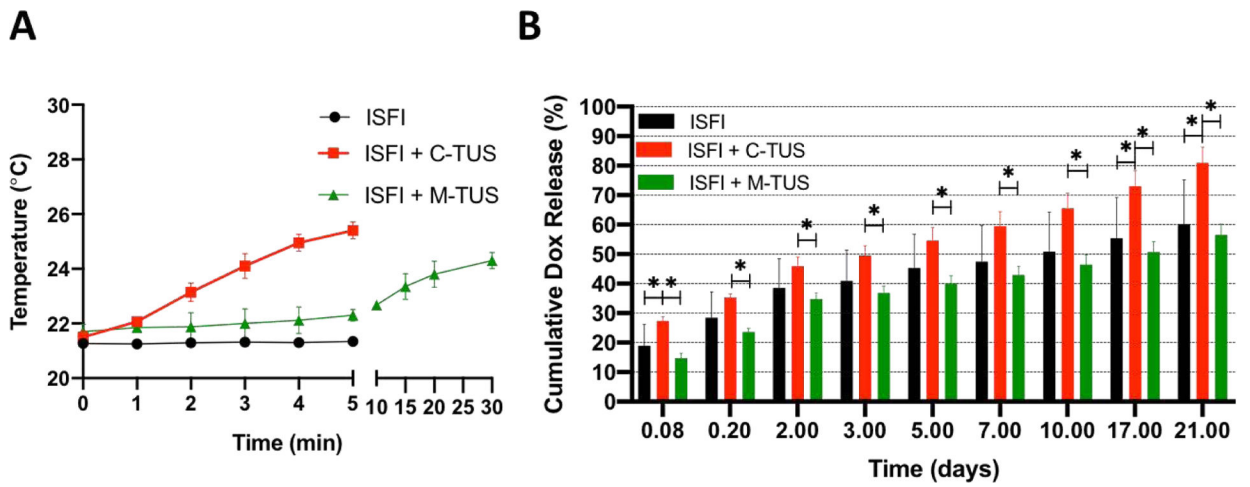 A
Temperature (°C)
30
28
26
24
22
20
ISFI
ISFI + C-TUS
ISFI + M-TUS
0 1 2 3 4 5 10 15 20 25 30
Time (min)
B
Cumulative Dox Release (%)
100
90
80
70
60
50
40
30
20
10
0
ISFI
ISFI + C-TUS
ISFI + M-TUS
* *
*
*
*
*
*
*
* *
* *
0.08 0.20 2.00 3.00 5.00 7.00 10.00 17.00 21.00
Time (days)